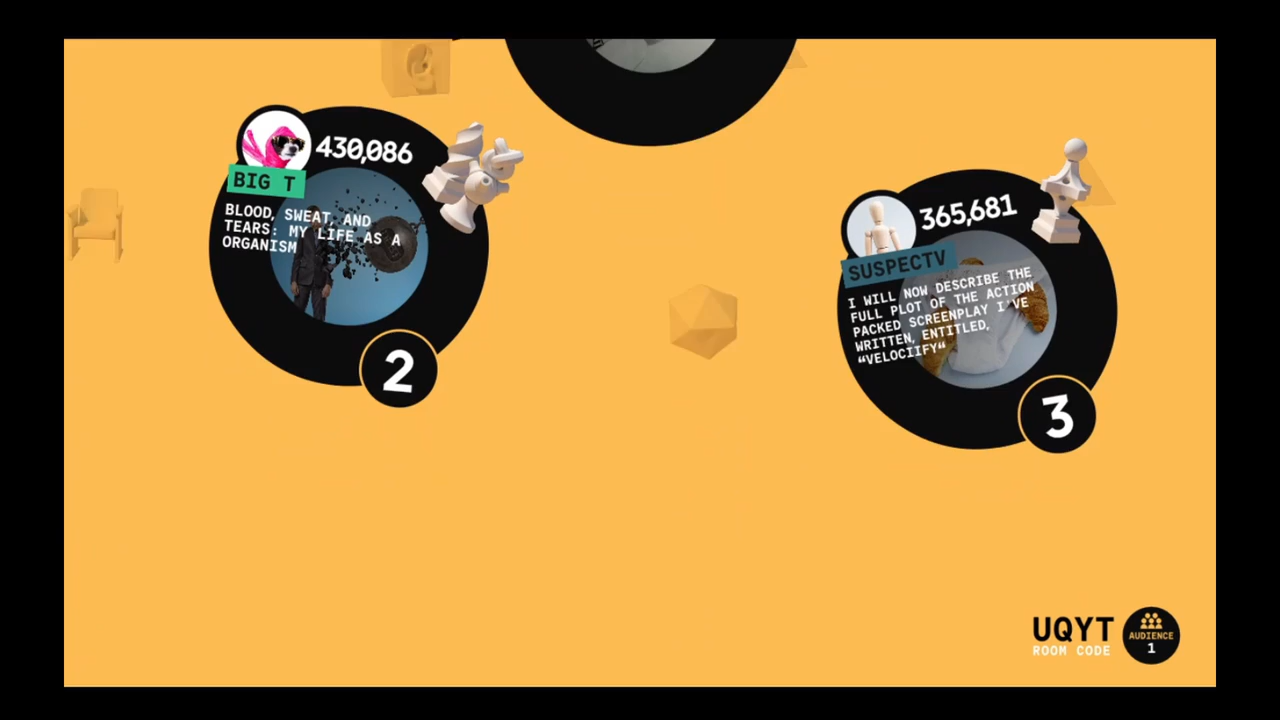 430,086
BIG T
BLOOD, SWEAT, AND
TEARS: MY LIFE AS A
ORGANISM
2
365,681
SUSPECTV
I WILL NOW DESCRIBE THE
FULL PLOT OF THE ACTION
PACKED SCREENPLAY I'VE
WRITTEN, ENTITLED,
“VELOCIIFY“
3
UQYT
ROOM CODE
AUDIENCE
1